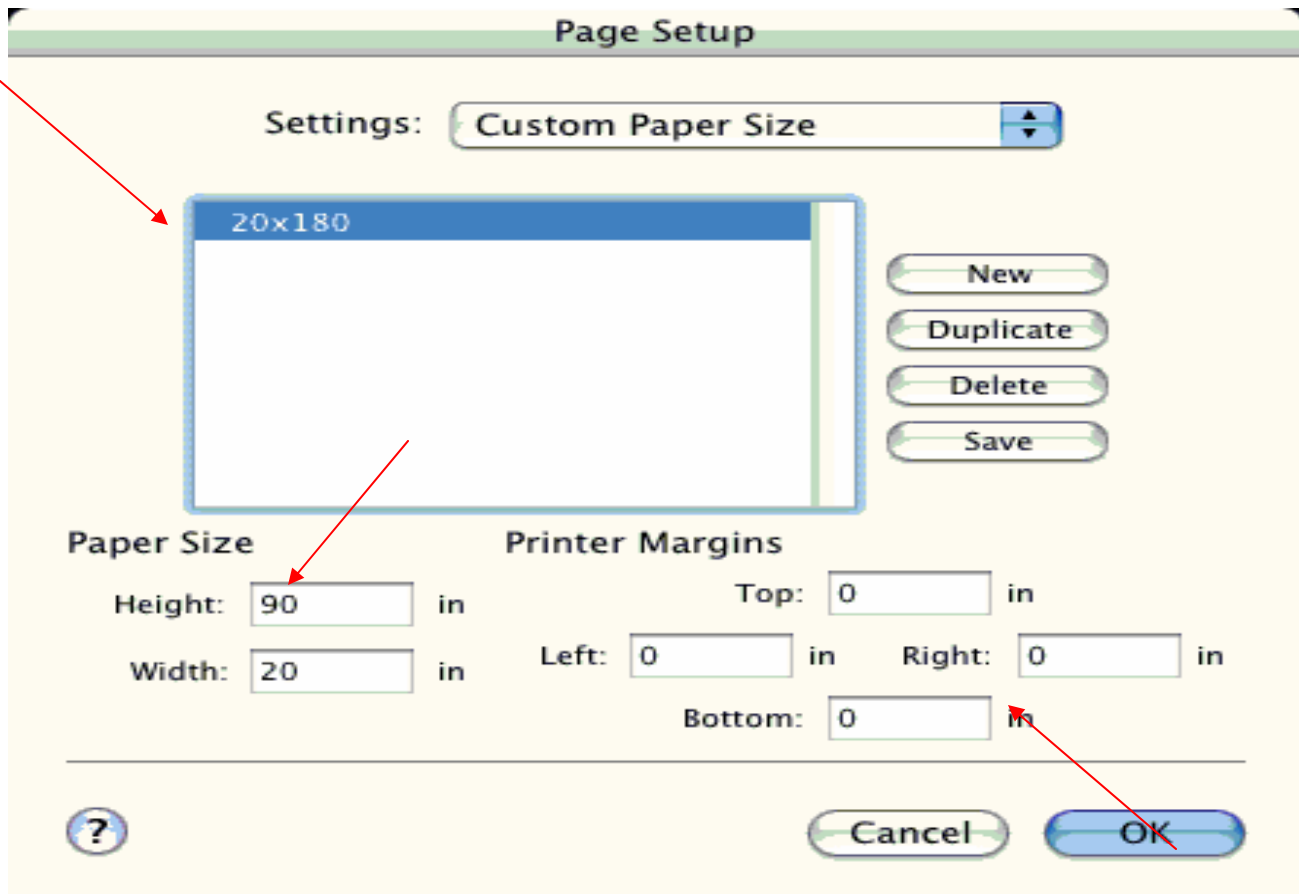 Page Setup
Settings: Custom Paper Size
20x180
New
Duplicate
Delete
Save
Paper Size
Printer Margins
Height: 90 in
Top: 0 in
Width: 20 in
Left: 0 in Right: 0 in
Bottom: 0 in
? Cancel OK